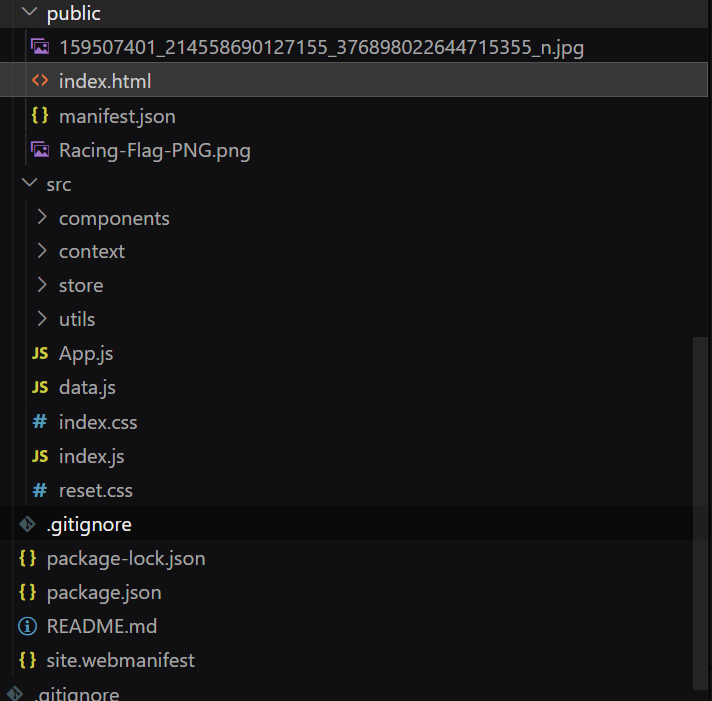 public
159507401_214558690127155_376898022644715355_n.jpg
<> index.html
{} manifest.json
Racing-Flag-PNG.png
src
components
context
store
utils
JS App.js
JS data.js
# index.css
JS index.js
# reset.css
.gitignore
{} package-lock.json
{} package.json
README.md
{} site.webmanifest
.gitignore